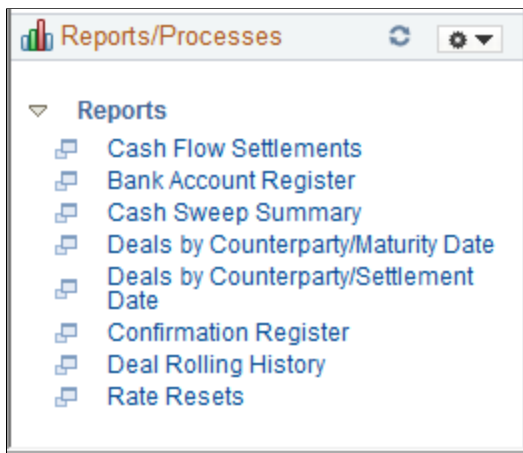 Reports/Processes
Reports
Cash Flow Settlements
Bank Account Register
Cash Sweep Summary
Deals by Counterparty/Maturity Date
Deals by Counterparty/Settlement
Date
Confirmation Register
Deal Rolling History
Rate Resets